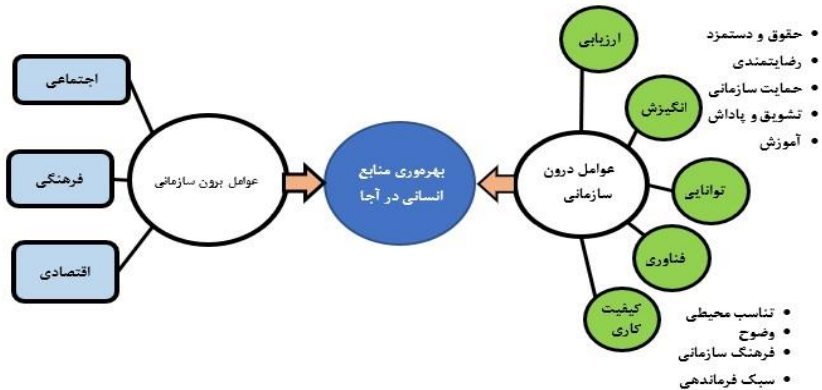 ارزیابی
حقوق و دستمزد
رضایتمندی
حمایت سازمانی
تشویق و پاداش
آموزش
انگیزش
توانایی
فناوری
کیفیت
کاری
تناسب محیطی
وضوح
فرهنگ سازمانی
سبک فرماندهی
عوامل درون
سازمانی
بهره‌وری منابع
انسانی در آجا
عوامل برون سازمانی
اجتماعی
فرهنگی
اقتصادی